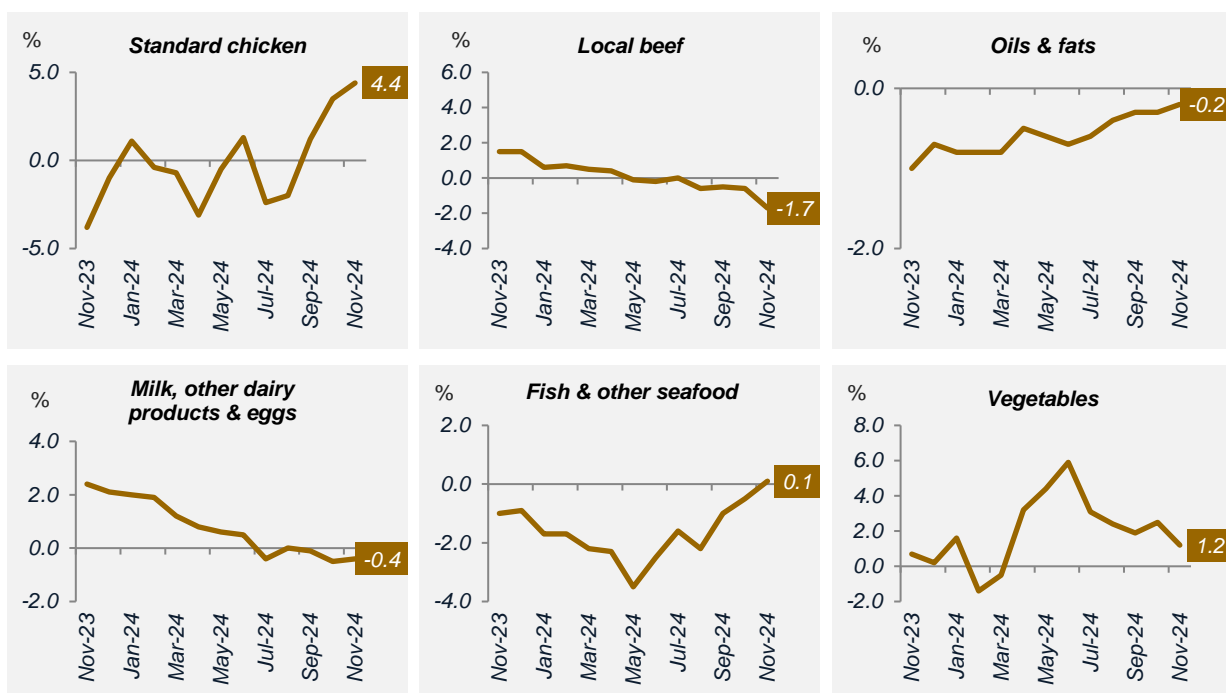 %
Standard chicken
5.0
0.0
-5.0
4.4
Nov-23
Jan-24
Mar-24
May-24
Jul-24
Sep-24
Nov-24
%
Local beef
6.0
4.0
2.0
0.0
-2.0
-4.0
-1.7
Nov-23
Jan-24
Mar-24
May-24
Jul-24
Sep-24
Nov-24
%
Oils & fats
0.0
-2.0
-0.2
Nov-23
Jan-24
Mar-24
May-24
Jul-24
Sep-24
Nov-24
%
Milk, other dairy
products & eggs
4.0
2.0
0.0
-2.0
-0.4
Nov-23
Jan-24
Mar-24
May-24
Jul-24
Sep-24
Nov-24
%
Fish & other seafood
2.0
0.0
-2.0
-4.0
0.1
Nov-23
Jan-24
Mar-24
May-24
Jul-24
Sep-24
Nov-24
%
Vegetables
8.0
6.0
4.0
2.0
0.0
-2.0
1.2
Nov-23
Jan-24
Mar-24
May-24
Jul-24
Sep-24
Nov-24